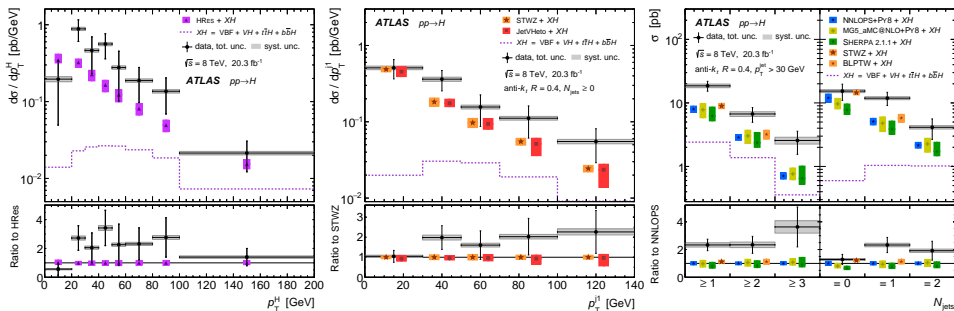 dσ / dp_T^H [pb/GeV]
HRes + XH
XH = VBF + VH + tt̄H + bb̄H
data, tot. unc. syst. unc.
√s = 8 TeV, 20.3 fb⁻¹
ATLAS pp→H
1
10⁻¹
10⁻²
Ratio to HRes
4
2
0
0 20 40 60 80 100 120 140 160 180 200
p_T^H [GeV]
dσ / dp_T^j1 [pb/GeV]
ATLAS pp→H
STWZ + XH
JetVHeto + XH
XH = VBF + VH + tt̄H + bb̄H
data, tot. unc. syst. unc.
√s = 8 TeV, 20.3 fb⁻¹
anti-k_t R = 0.4, N_jets ≥ 0
1
10⁻¹
10⁻²
Ratio to STWZ
3
2
1
0
0 20 40 60 80 100 120 140
p_T^j1 [GeV]
σ [pb]
NNLOPS+Py8 + XH
MG5_aMC@NLO+Py8 + XH
SHERPA 2.1.1 + XH
STWZ + XH
BLPTW + XH
XH = VBF + VH + tt̄H + bb̄H
ATLAS pp→H
data, tot. unc. syst. unc.
√s = 8 TeV, 20.3 fb⁻¹
anti-k_t R = 0.4, p_T^jet > 30 GeV
10²
10
1
Ratio to NNLOPS
4
2
0
≥ 1 ≥ 2 ≥ 3 = 0 = 1 = 2
N_jets